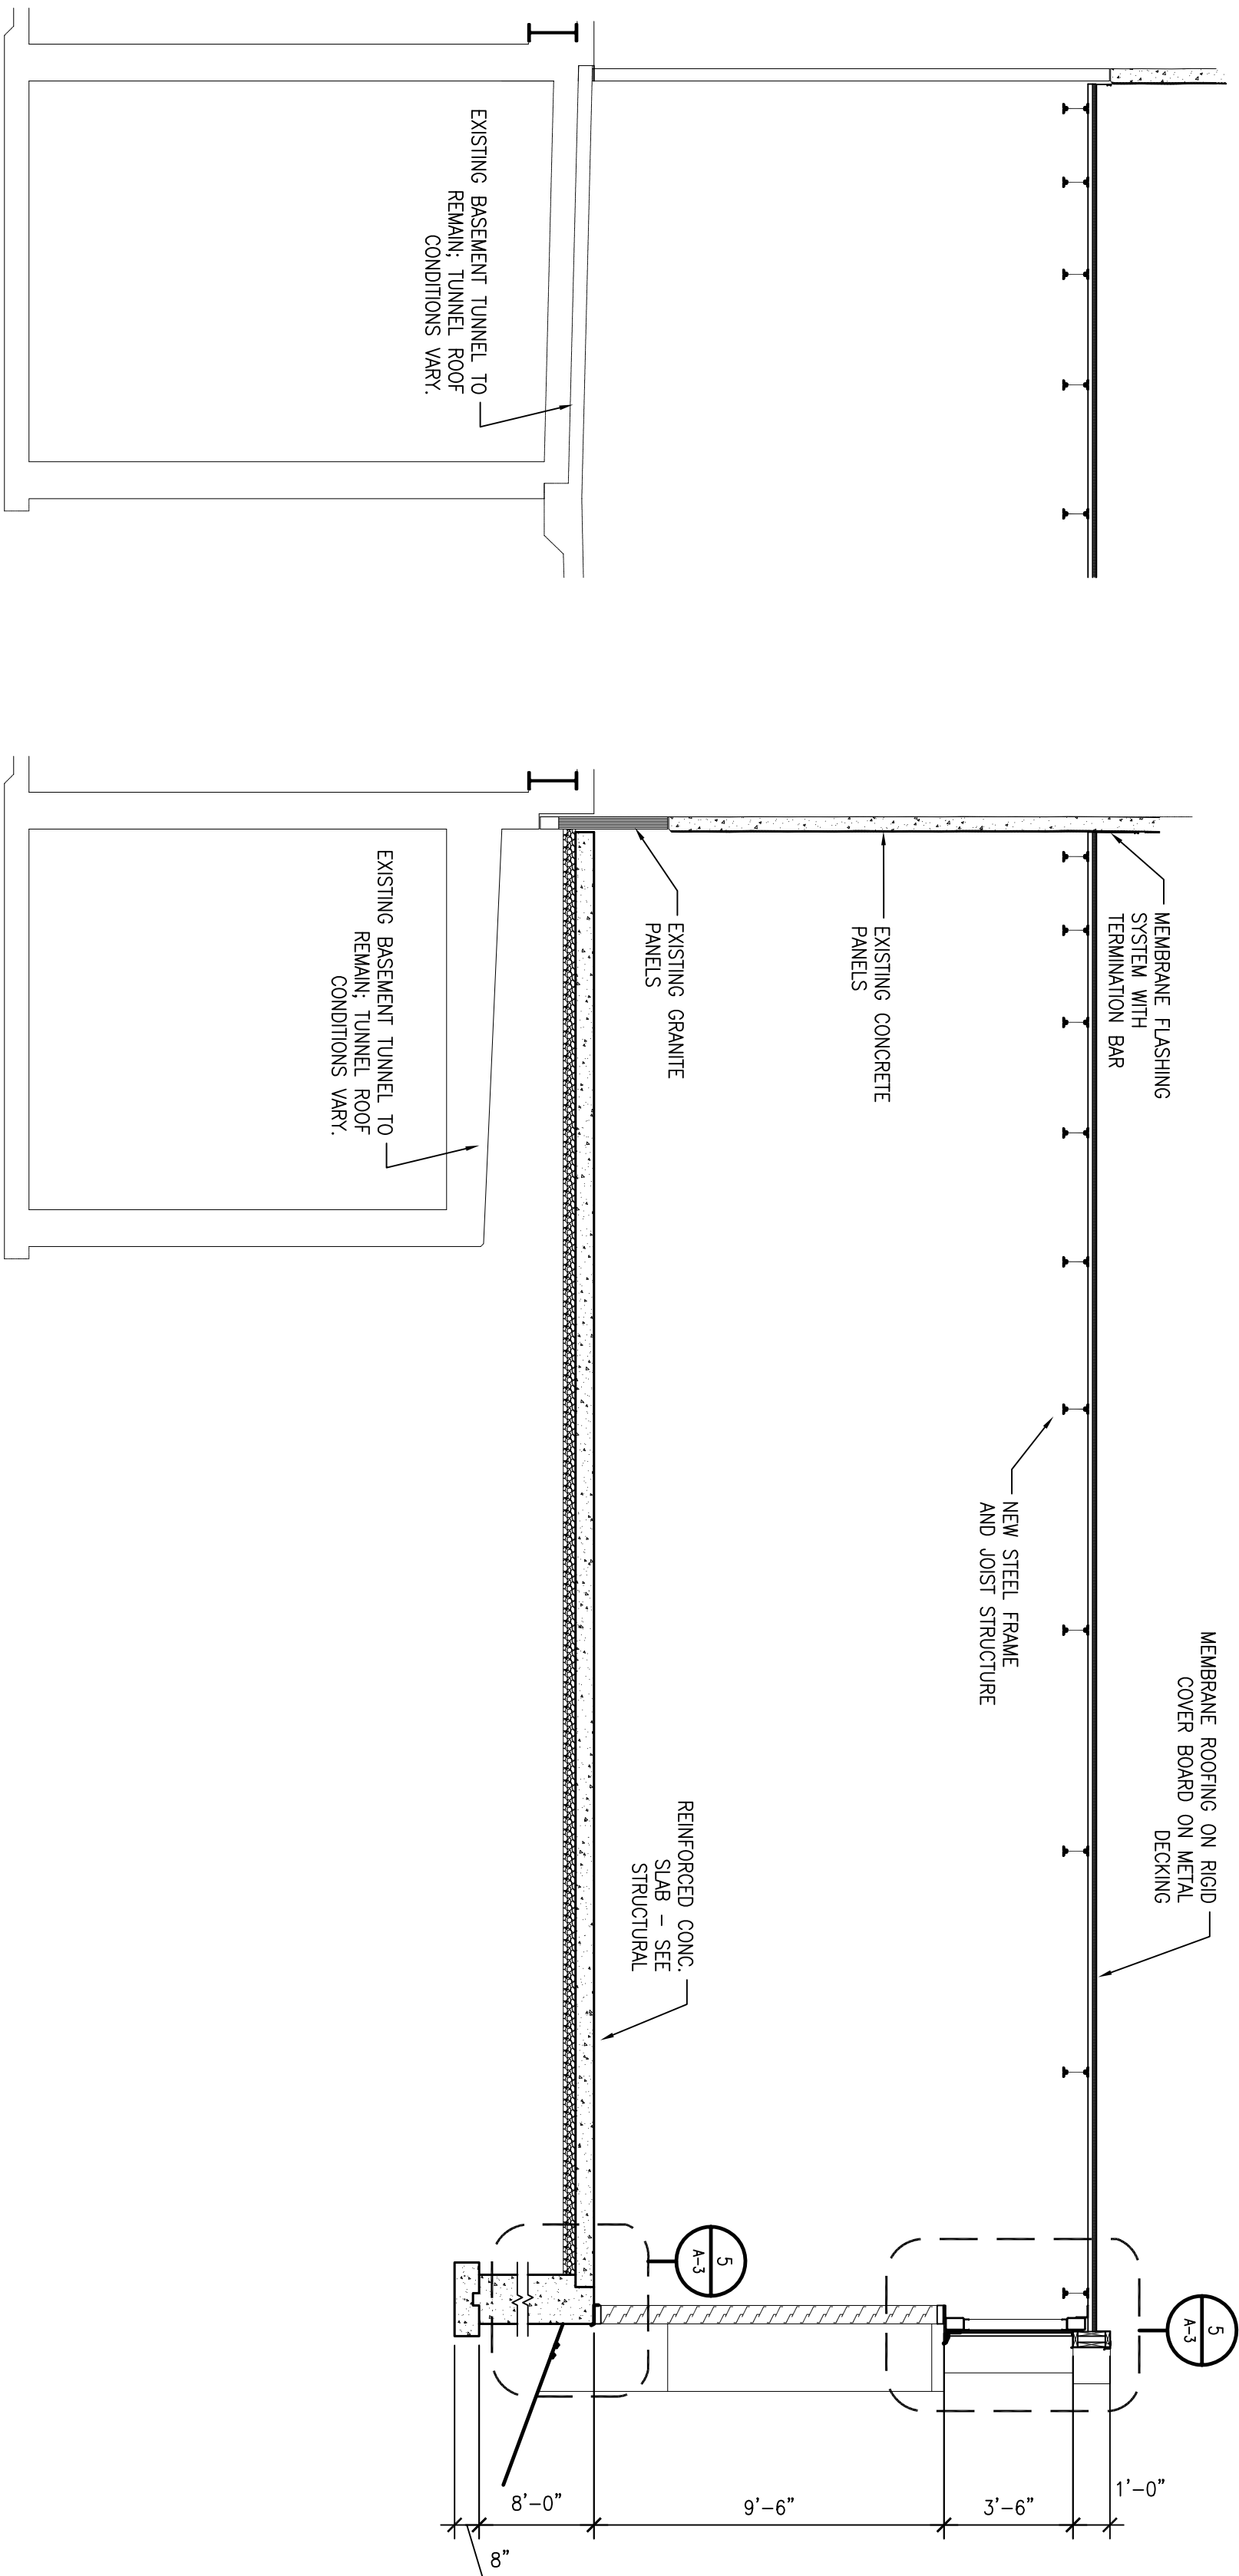 EXISTING BASEMENT TUNNEL TO
REMAIN; TUNNEL ROOF
CONDITIONS VARY.
MEMBRANE FLASHING
SYSTEM WITH
TERMINATION BAR
EXISTING CONCRETE
PANELS
EXISTING GRANITE
PANELS
EXISTING BASEMENT TUNNEL TO
REMAIN; TUNNEL ROOF
CONDITIONS VARY.
NEW STEEL FRAME
AND JOIST STRUCTURE
MEMBRANE ROOFING ON RIGID
COVER BOARD ON METAL
DECKING
REINFORCED CONC.
SLAB - SEE
STRUCTURAL
5
A-3
5
A-3
1'-0"
3'-6"
9'-6"
8'-0"
8"